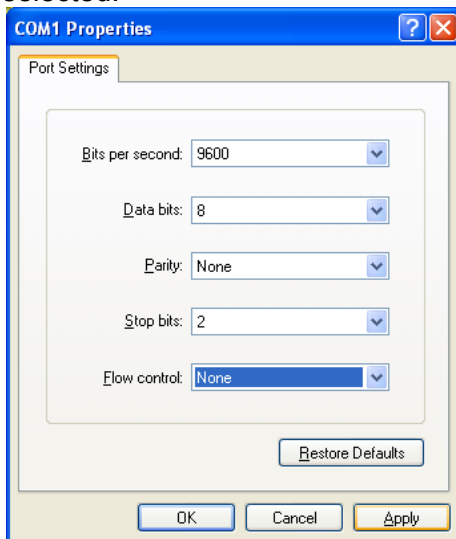 selected.
COM1 Properties
Port Settings
Bits per second: 9600
Data bits: 8
Parity: None
Stop bits: 2
Flow control: None
Restore Defaults
OK Cancel Apply